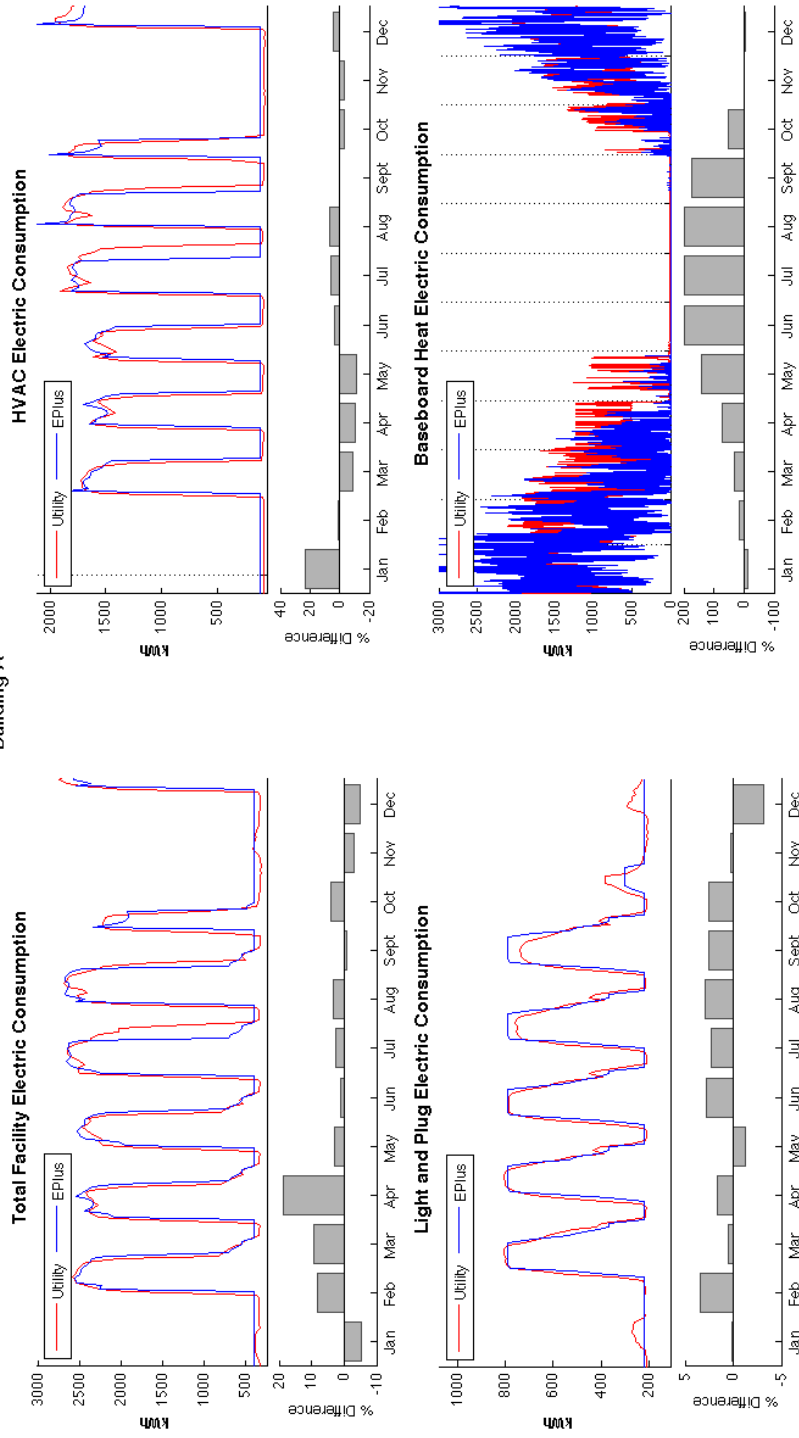 Building A
Total Facility Electric Consumption
Utility
EPlus
3000
2500
2000
1500
1000
500
kWh
20
10
0
-10
% Difference
Jan Feb Mar Apr May Jun Jul Aug Sept Oct Nov Dec
HVAC Electric Consumption
Utility
EPlus
2000
1500
1000
500
kWh
40
20
0
-20
% Difference
Jan Feb Mar Apr May Jun Jul Aug Sept Oct Nov Dec
Light and Plug Electric Consumption
Utility
EPlus
1000
800
600
400
200
kWh
5
0
-5
% Difference
Jan Feb Mar Apr May Jun Jul Aug Sept Oct Nov Dec
Baseboard Heat Electric Consumption
Utility
EPlus
3000
2500
2000
1500
1000
500
0
kWh
200
100
0
-100
% Difference
Jan Feb Mar Apr May Jun Jul Aug Sept Oct Nov Dec